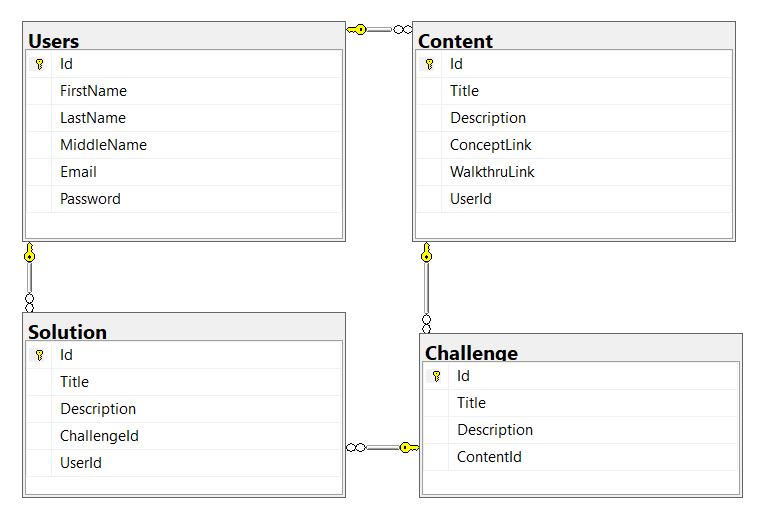 Users
Id
FirstName
LastName
MiddleName
Email
Password
Content
Id
Title
Description
ConceptLink
WalkthruLink
UserId
Solution
Id
Title
Description
ChallengeId
UserId
Challenge
Id
Title
Description
ContentId